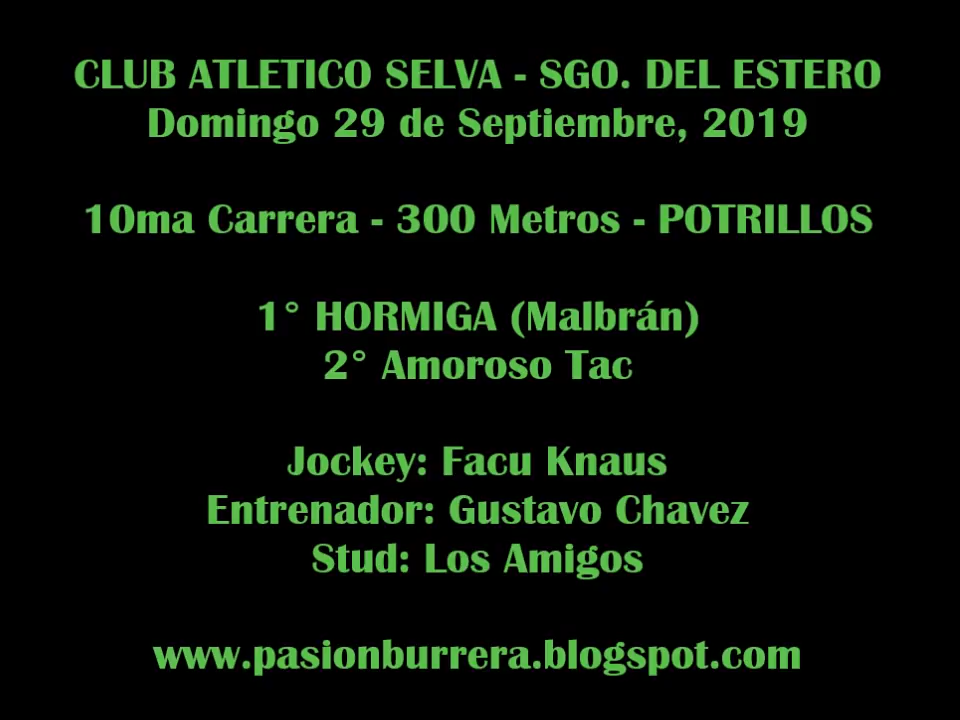 CLUB ATLETICO SELVA - SGO. DEL ESTERO
Domingo 29 de Septiembre, 2019
10ma Carrera - 300 Metros - POTRILLOS
1° HORMIGA (Malbrán)
2° Amoroso Tac
Jockey: Facu Knaus
Entrenador: Gustavo Chavez
Stud: Los Amigos
www.pasionburrera.blogspot.com